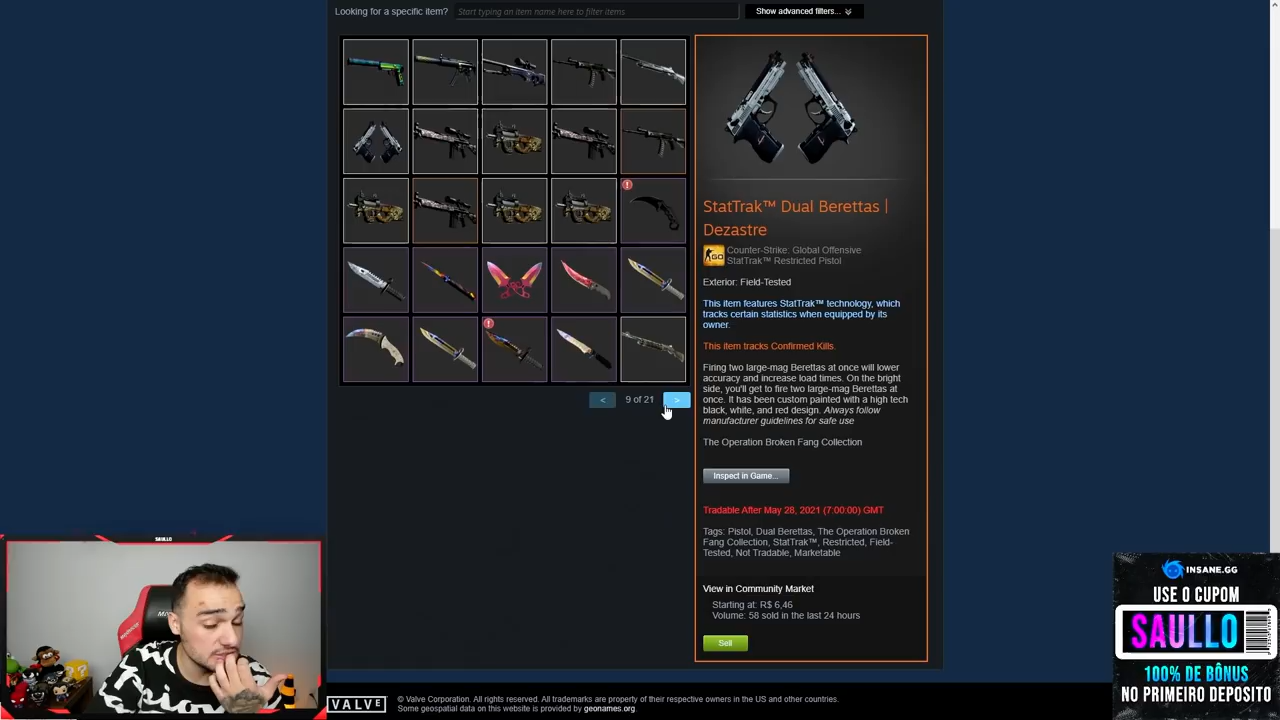 Looking for a specific item?
Start typing an item name here to filter items
Show advanced filters...
StatTrak™ Dual Berettas |
Dezastre
Counter-Strike: Global Offensive
StatTrak™ Restricted Pistol
Exterior: Field-Tested
This item features StatTrak™ technology, which
tracks certain statistics when equipped by its
owner.
This item tracks Confirmed Kills.
Firing two large-mag Berettas at once will lower
accuracy and increase load times. On the bright
side, you'll get to fire two large-mag Berettas at
once. It has been custom painted with a high tech
black, white, and red design. Always follow
manufacturer guidelines for safe use
The Operation Broken Fang Collection
Inspect in Game...
Tradable After May 28, 2021 (7:00:00) GMT
Tags: Pistol, Dual Berettas, The Operation Broken
Fang Collection, StatTrak™, Restricted, Field-
Tested, Not Tradable, Marketable
View in Community Market
Starting at: R$ 6,46
Volume: 58 sold in the last 24 hours
Sell
< 9 of 21 >
SAULLO
INSANE.GG
USE O CUPOM
SAULLO
100% DE BÔNUS
NO PRIMEIRO DEPOSITO
VALVE
© Valve Corporation. All rights reserved. All trademarks are property of their respective owners in the US and other countries.
Some geospatial data on this website is provided by geonames.org.